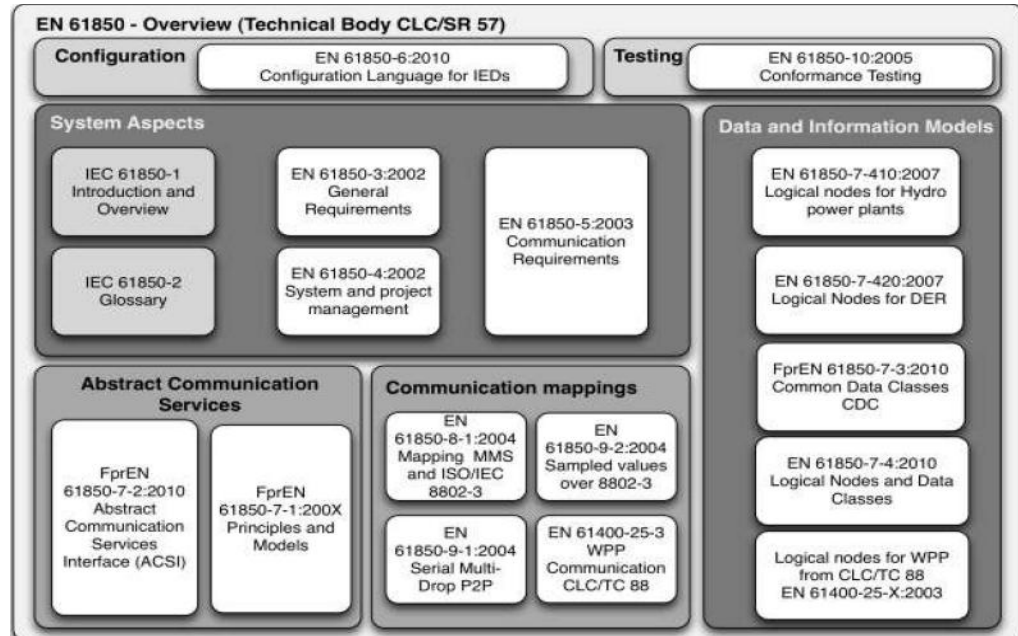 EN 61850 - Overview (Technical Body CLC/SR 57)
Configuration
EN 61850-6:2010
Configuration Language for IEDs
Testing
EN 61850-10:2005
Conformance Testing
System Aspects
IEC 61850-1
Introduction and
Overview
EN 61850-3:2002
General
Requirements
EN 61850-5:2003
Communication
Requirements
IEC 61850-2
Glossary
EN 61850-4:2002
System and project
management
Data and Information Models
EN 61850-7-410:2007
Logical nodes for Hydro
power plants
EN 61850-7-420:2007
Logical Nodes for DER
FprEN 61850-7-3:2010
Common Data Classes
CDC
EN 61850-7-4:2010
Logical Nodes and Data
Classes
Logical nodes for WPP
from CLC/TC 88
EN 61400-25-X:2003
Abstract Communication
Services
FprEN
61850-7-2:2010
Abstract
Communication
Services
Interface (ACSI)
FprEN
61850-7-1:200X
Principles and
Models
Communication mappings
EN
61850-8-1:2004
Mapping MMS
and ISO/IEC
8802-3
EN
61850-9-2:2004
Sampled values
over 8802-3
EN
61850-9-1:2004
Serial Multi-
Drop P2P
EN 61400-25-3
WPP
Communication
CLC/TC 88